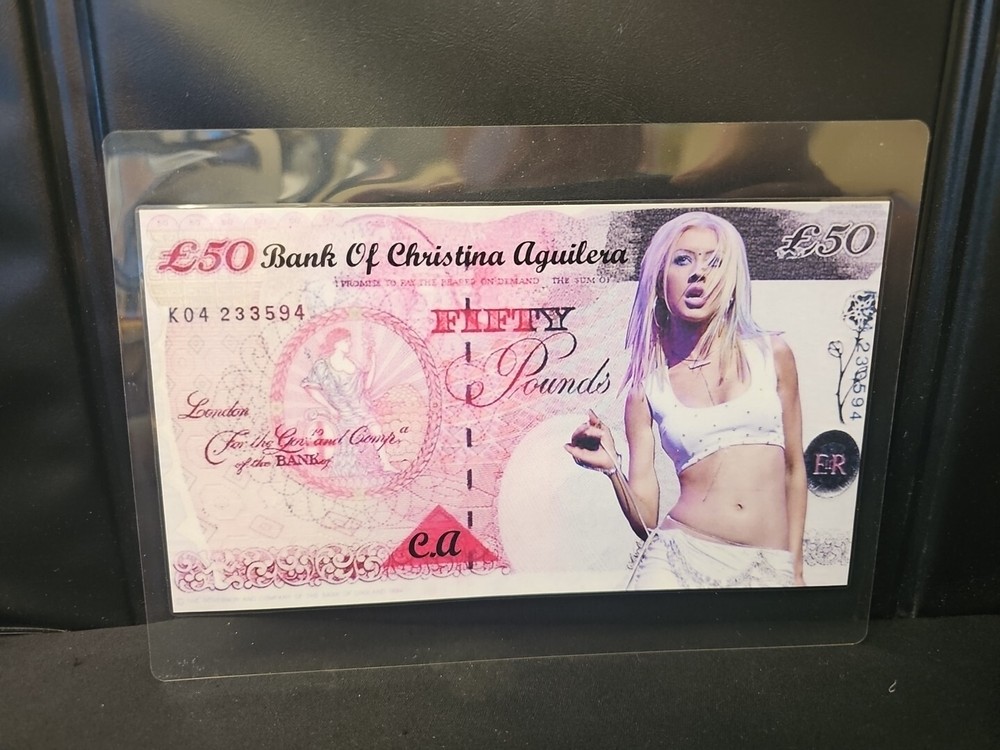 £50 Bank Of Christina Aguilera £50
I PROMISE TO PAY THE BEARER ON DEMAND THE SUM OF
K04 233594
FIFTY
Pounds
London
For the Gov.r and Comp.a
of the BANK of
C.A
ER